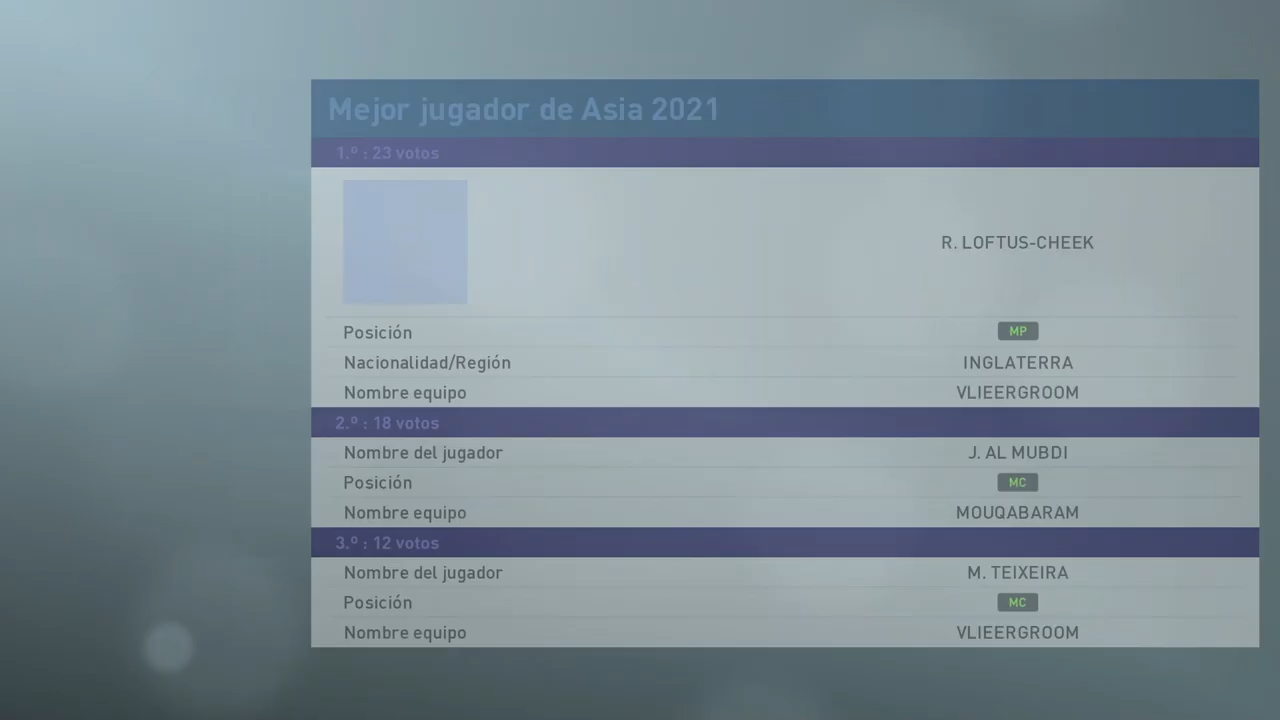 Mejor jugador de Asia 2021
1.º : 23 votos
R. LOFTUS-CHEEK
Posición MP
Nacionalidad/Región INGLATERRA
Nombre equipo VLIEERGROOM
2.º : 18 votos
Nombre del jugador J. AL MUBDI
Posición MC
Nombre equipo MOUQABARAM
3.º : 12 votos
Nombre del jugador M. TEIXEIRA
Posición MC
Nombre equipo VLIEERGROOM